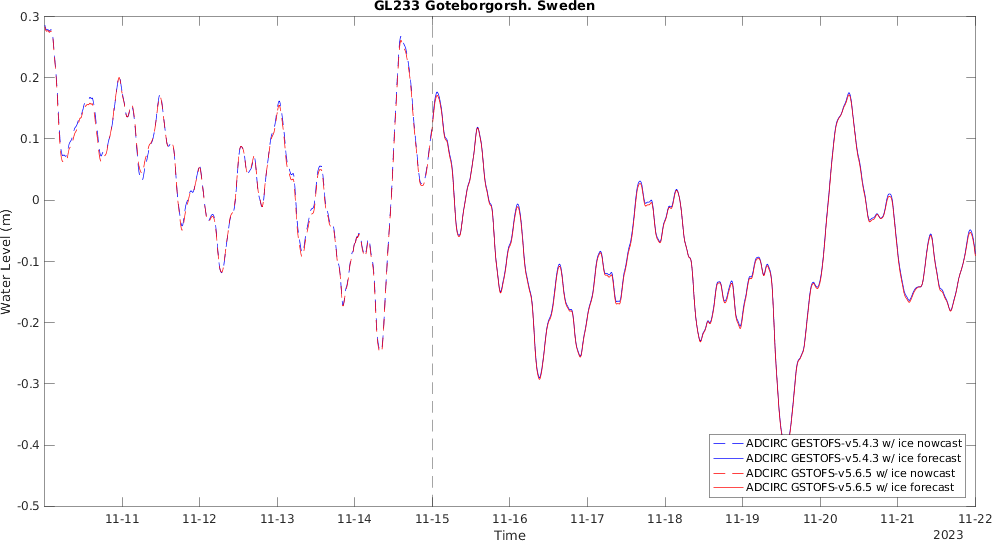 GL233 Goteborgorsh. Sweden
Water Level (m)
0.3
0.2
0.1
0
-0.1
-0.2
-0.3
-0.4
-0.5
11-11 11-12 11-13 11-14 11-15 11-16 11-17 11-18 11-19 11-20 11-21 11-22
Time
2023
ADCIRC GESTOFS-v5.4.3 w/ ice nowcast
ADCIRC GESTOFS-v5.4.3 w/ ice forecast
ADCIRC GSTOFS-v5.6.5 w/ ice nowcast
ADCIRC GSTOFS-v5.6.5 w/ ice forecast